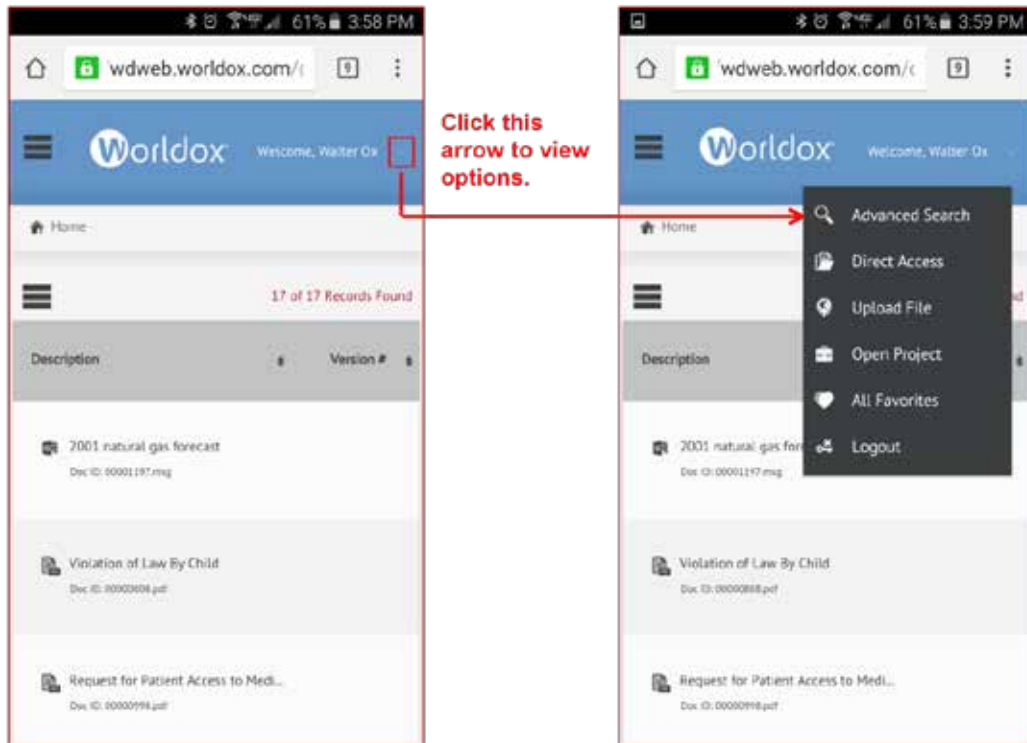 61% 3:58 PM
wdweb.worldox.com/
9
Worldox
Welcome, Walter Ox
Home
17 of 17 Records Found
Description
Version #
2001 natural gas forecast
Doc ID: 00001197.msg
Violation of Law By Child
Doc ID:
Request for Patient Access to Medi...
Doc ID: 00000998.pdf
Click this
arrow to view
options.
61% 3:59 PM
wdweb.worldox.com/
9
Worldox
Welcome, Walter Ox
Advanced Search
Home
Direct Access
Upload File
Open Project
Description
All Favorites
2001 natural gas for
Logout
Doc ID: 00001197.msg
Violation of Law By Child
Doc ID:
Request for Patient Access to Medi...
Doc ID: 00000998.pdf